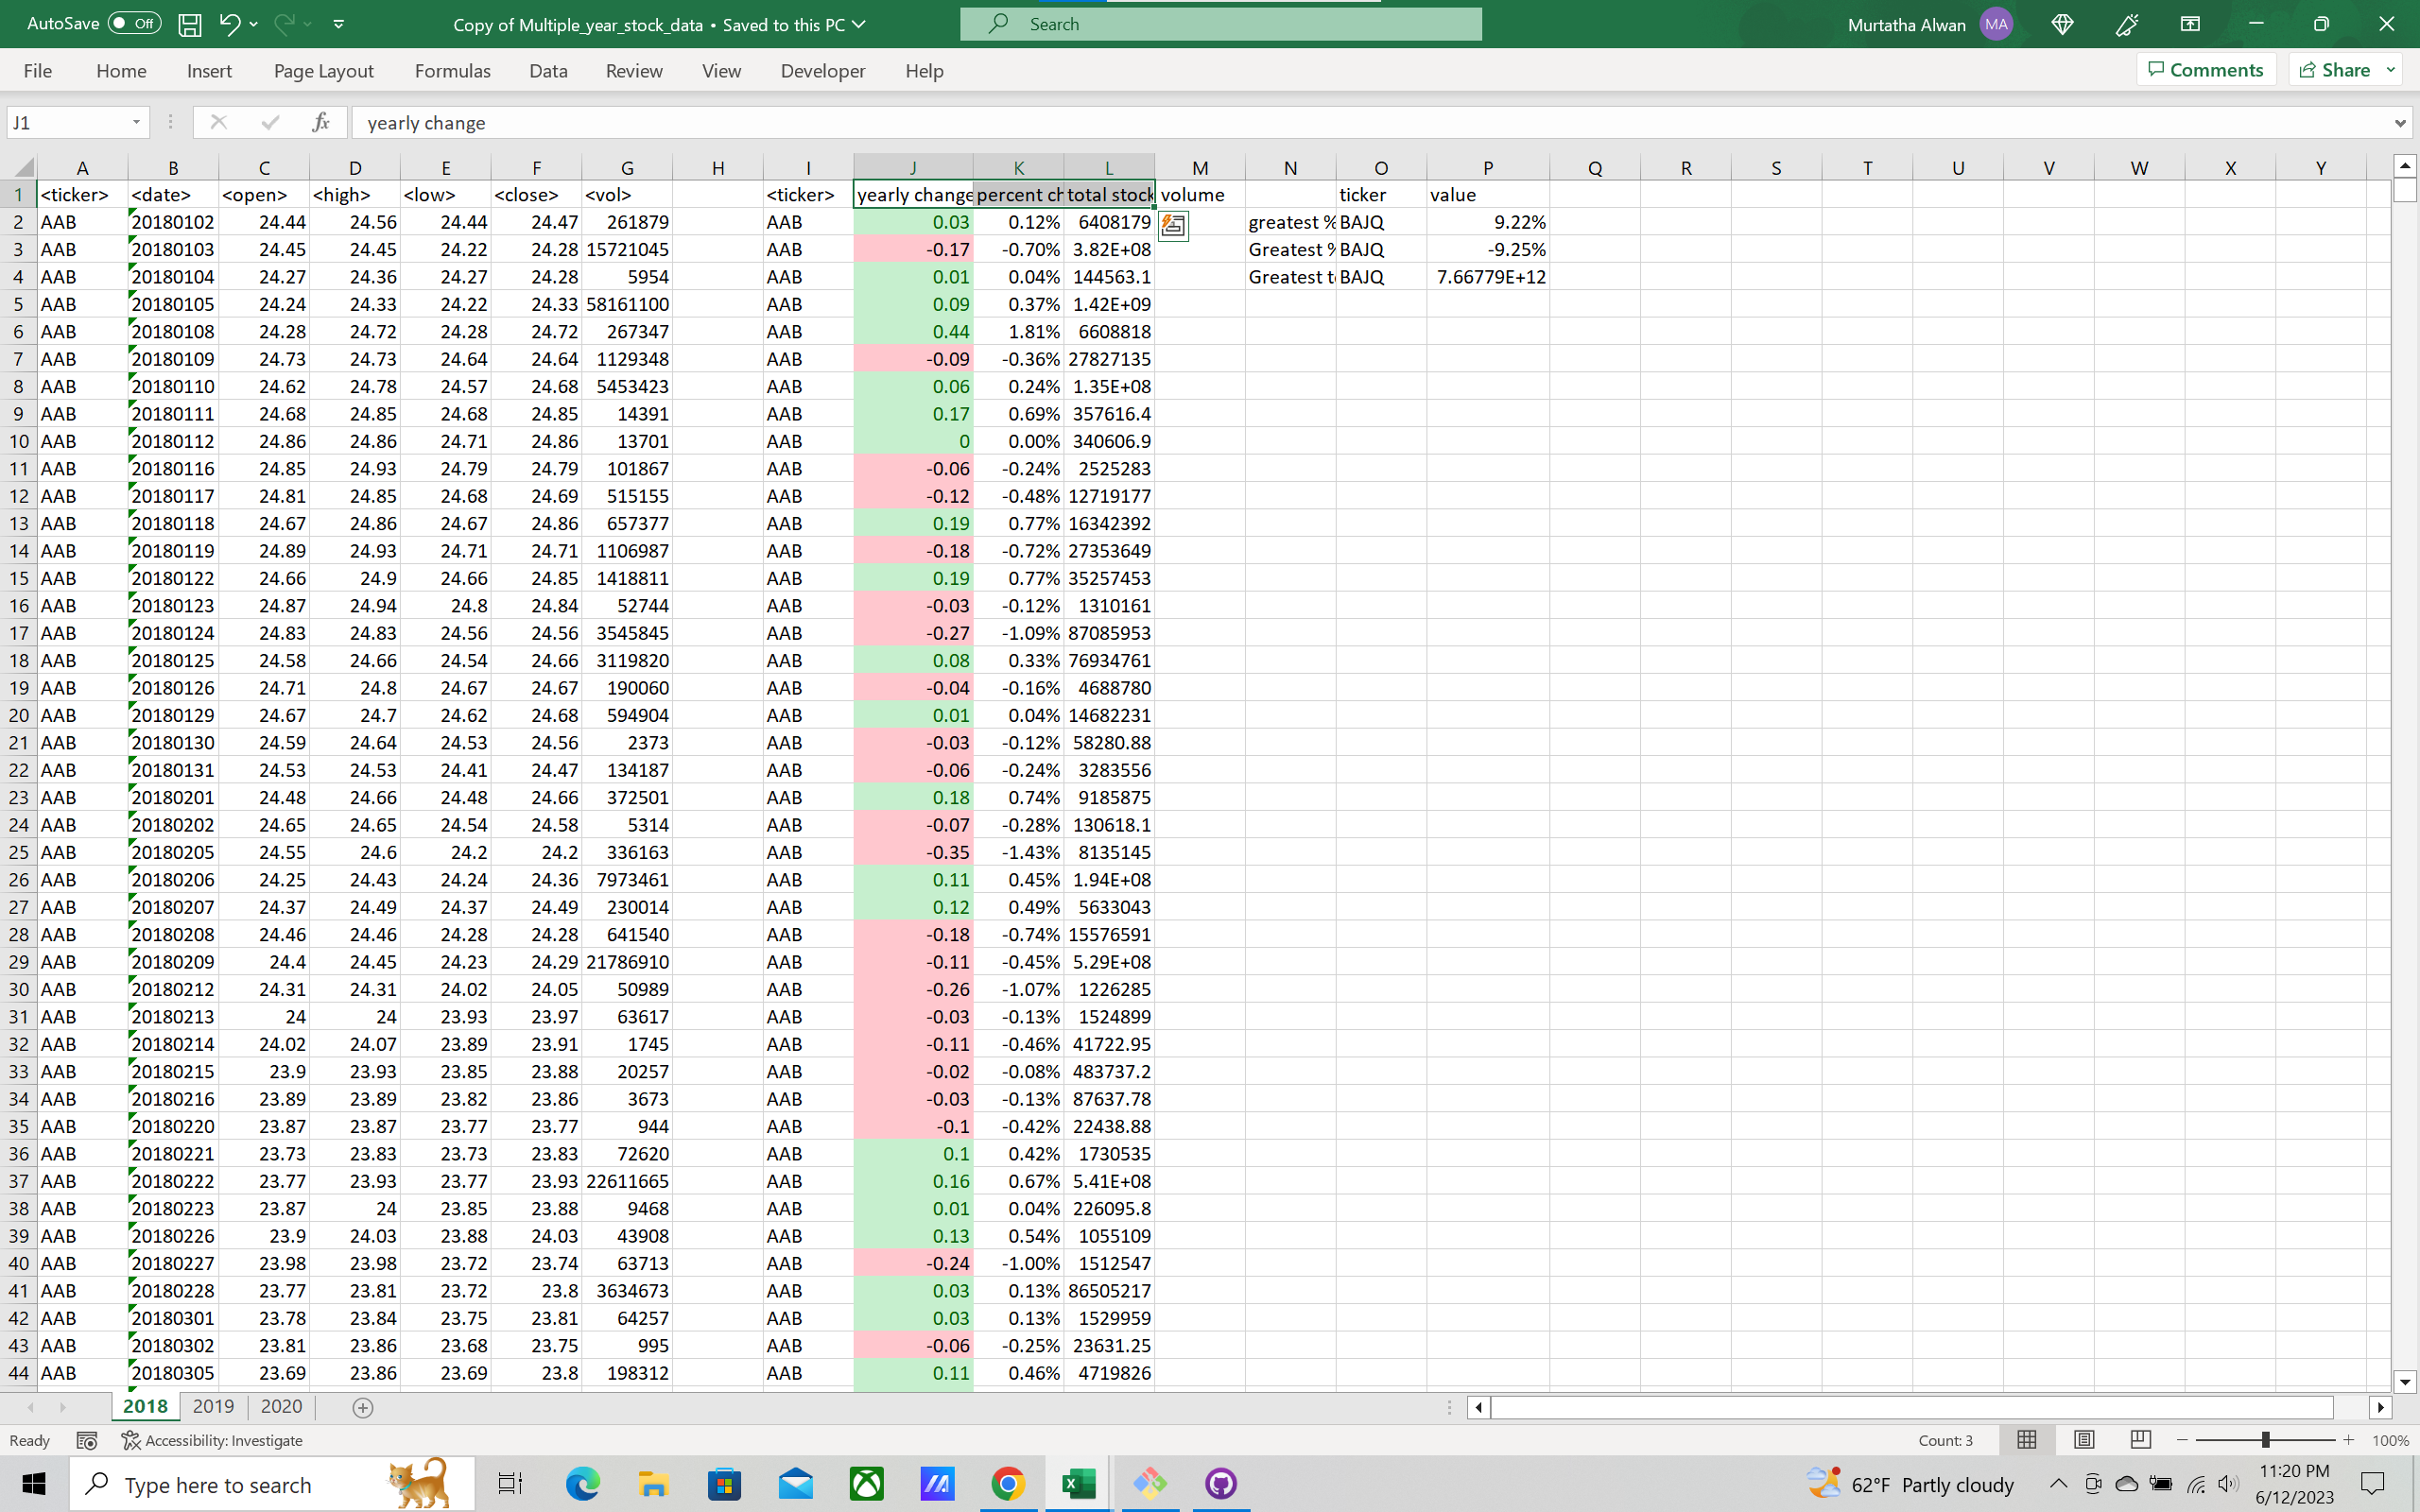 AutoSave Off Copy of Multiple_year_stock_data • Saved to this PC Search Murtatha Alwan MA
File Home Insert Page Layout Formulas Data Review View Developer Help Comments Share
J1 fx yearly change
A B C D E F G H I J K L M N O P Q R S T U V W X Y
1 <ticker> <date> <open> <high> <low> <close> <vol> <ticker> yearly change percent ch total stock volume ticker value
2 AAB 20180102 24.44 24.56 24.44 24.47 261879 AAB 0.03 0.12% 6408179 greatest % BAJQ 9.22%
3 AAB 20180103 24.45 24.45 24.22 24.28 15721045 AAB -0.17 -0.70% 3.82E+08 Greatest % BAJQ -9.25%
4 AAB 20180104 24.27 24.36 24.27 24.28 5954 AAB 0.01 0.04% 144563.1 Greatest t BAJQ 7.66779E+12
5 AAB 20180105 24.24 24.33 24.22 24.33 58161100 AAB 0.09 0.37% 1.42E+09
6 AAB 20180108 24.28 24.72 24.28 24.72 267347 AAB 0.44 1.81% 6608818
7 AAB 20180109 24.73 24.73 24.64 24.64 1129348 AAB -0.09 -0.36% 27827135
8 AAB 20180110 24.62 24.78 24.57 24.68 5453423 AAB 0.06 0.24% 1.35E+08
9 AAB 20180111 24.68 24.85 24.68 24.85 14391 AAB 0.17 0.69% 357616.4
10 AAB 20180112 24.86 24.86 24.71 24.86 13701 AAB 0 0.00% 340606.9
11 AAB 20180116 24.85 24.93 24.79 24.79 101867 AAB -0.06 -0.24% 2525283
12 AAB 20180117 24.81 24.85 24.68 24.69 515155 AAB -0.12 -0.48% 12719177
13 AAB 20180118 24.67 24.86 24.67 24.86 657377 AAB 0.19 0.77% 16342392
14 AAB 20180119 24.89 24.93 24.71 24.71 1106987 AAB -0.18 -0.72% 27353649
15 AAB 20180122 24.66 24.9 24.66 24.85 1418811 AAB 0.19 0.77% 35257453
16 AAB 20180123 24.87 24.94 24.8 24.84 52744 AAB -0.03 -0.12% 1310161
17 AAB 20180124 24.83 24.83 24.56 24.56 3545845 AAB -0.27 -1.09% 87085953
18 AAB 20180125 24.58 24.66 24.54 24.66 3119820 AAB 0.08 0.33% 76934761
19 AAB 20180126 24.71 24.8 24.67 24.67 190060 AAB -0.04 -0.16% 4688780
20 AAB 20180129 24.67 24.7 24.62 24.68 594904 AAB 0.01 0.04% 14682231
21 AAB 20180130 24.59 24.64 24.53 24.56 2373 AAB -0.03 -0.12% 58280.88
22 AAB 20180131 24.53 24.53 24.41 24.47 134187 AAB -0.06 -0.24% 3283556
23 AAB 20180201 24.48 24.66 24.48 24.66 372501 AAB 0.18 0.74% 9185875
24 AAB 20180202 24.65 24.65 24.54 24.58 5314 AAB -0.07 -0.28% 130618.1
25 AAB 20180205 24.55 24.6 24.2 24.2 336163 AAB -0.35 -1.43% 8135145
26 AAB 20180206 24.25 24.43 24.24 24.36 7973461 AAB 0.11 0.45% 1.94E+08
27 AAB 20180207 24.37 24.49 24.37 24.49 230014 AAB 0.12 0.49% 5633043
28 AAB 20180208 24.46 24.46 24.28 24.28 641540 AAB -0.18 -0.74% 15576591
29 AAB 20180209 24.4 24.45 24.23 24.29 21786910 AAB -0.11 -0.45% 5.29E+08
30 AAB 20180212 24.31 24.31 24.02 24.05 50989 AAB -0.26 -1.07% 1226285
31 AAB 20180213 24 24 23.93 23.97 63617 AAB -0.03 -0.13% 1524899
32 AAB 20180214 24.02 24.07 23.89 23.91 1745 AAB -0.11 -0.46% 41722.95
33 AAB 20180215 23.9 23.93 23.85 23.88 20257 AAB -0.02 -0.08% 483737.2
34 AAB 20180216 23.89 23.89 23.82 23.86 3673 AAB -0.03 -0.13% 87637.78
35 AAB 20180220 23.87 23.87 23.77 23.77 944 AAB -0.1 -0.42% 22438.88
36 AAB 20180221 23.73 23.83 23.73 23.83 72620 AAB 0.1 0.42% 1730535
37 AAB 20180222 23.77 23.93 23.77 23.93 22611665 AAB 0.16 0.67% 5.41E+08
38 AAB 20180223 23.87 24 23.85 23.88 9468 AAB 0.01 0.04% 226095.8
39 AAB 20180226 23.9 24.03 23.88 24.03 43908 AAB 0.13 0.54% 1055109
40 AAB 20180227 23.98 23.98 23.72 23.74 63713 AAB -0.24 -1.00% 1512547
41 AAB 20180228 23.77 23.81 23.72 23.8 3634673 AAB 0.03 0.13% 86505217
42 AAB 20180301 23.78 23.84 23.75 23.81 64257 AAB 0.03 0.13% 1529959
43 AAB 20180302 23.81 23.86 23.68 23.75 995 AAB -0.06 -0.25% 23631.25
44 AAB 20180305 23.69 23.86 23.69 23.8 198312 AAB 0.11 0.46% 4719826
2018 2019 2020
Ready Accessibility: Investigate Count: 3 100%
Type here to search 62°F Partly cloudy 11:20 PM
6/12/2023